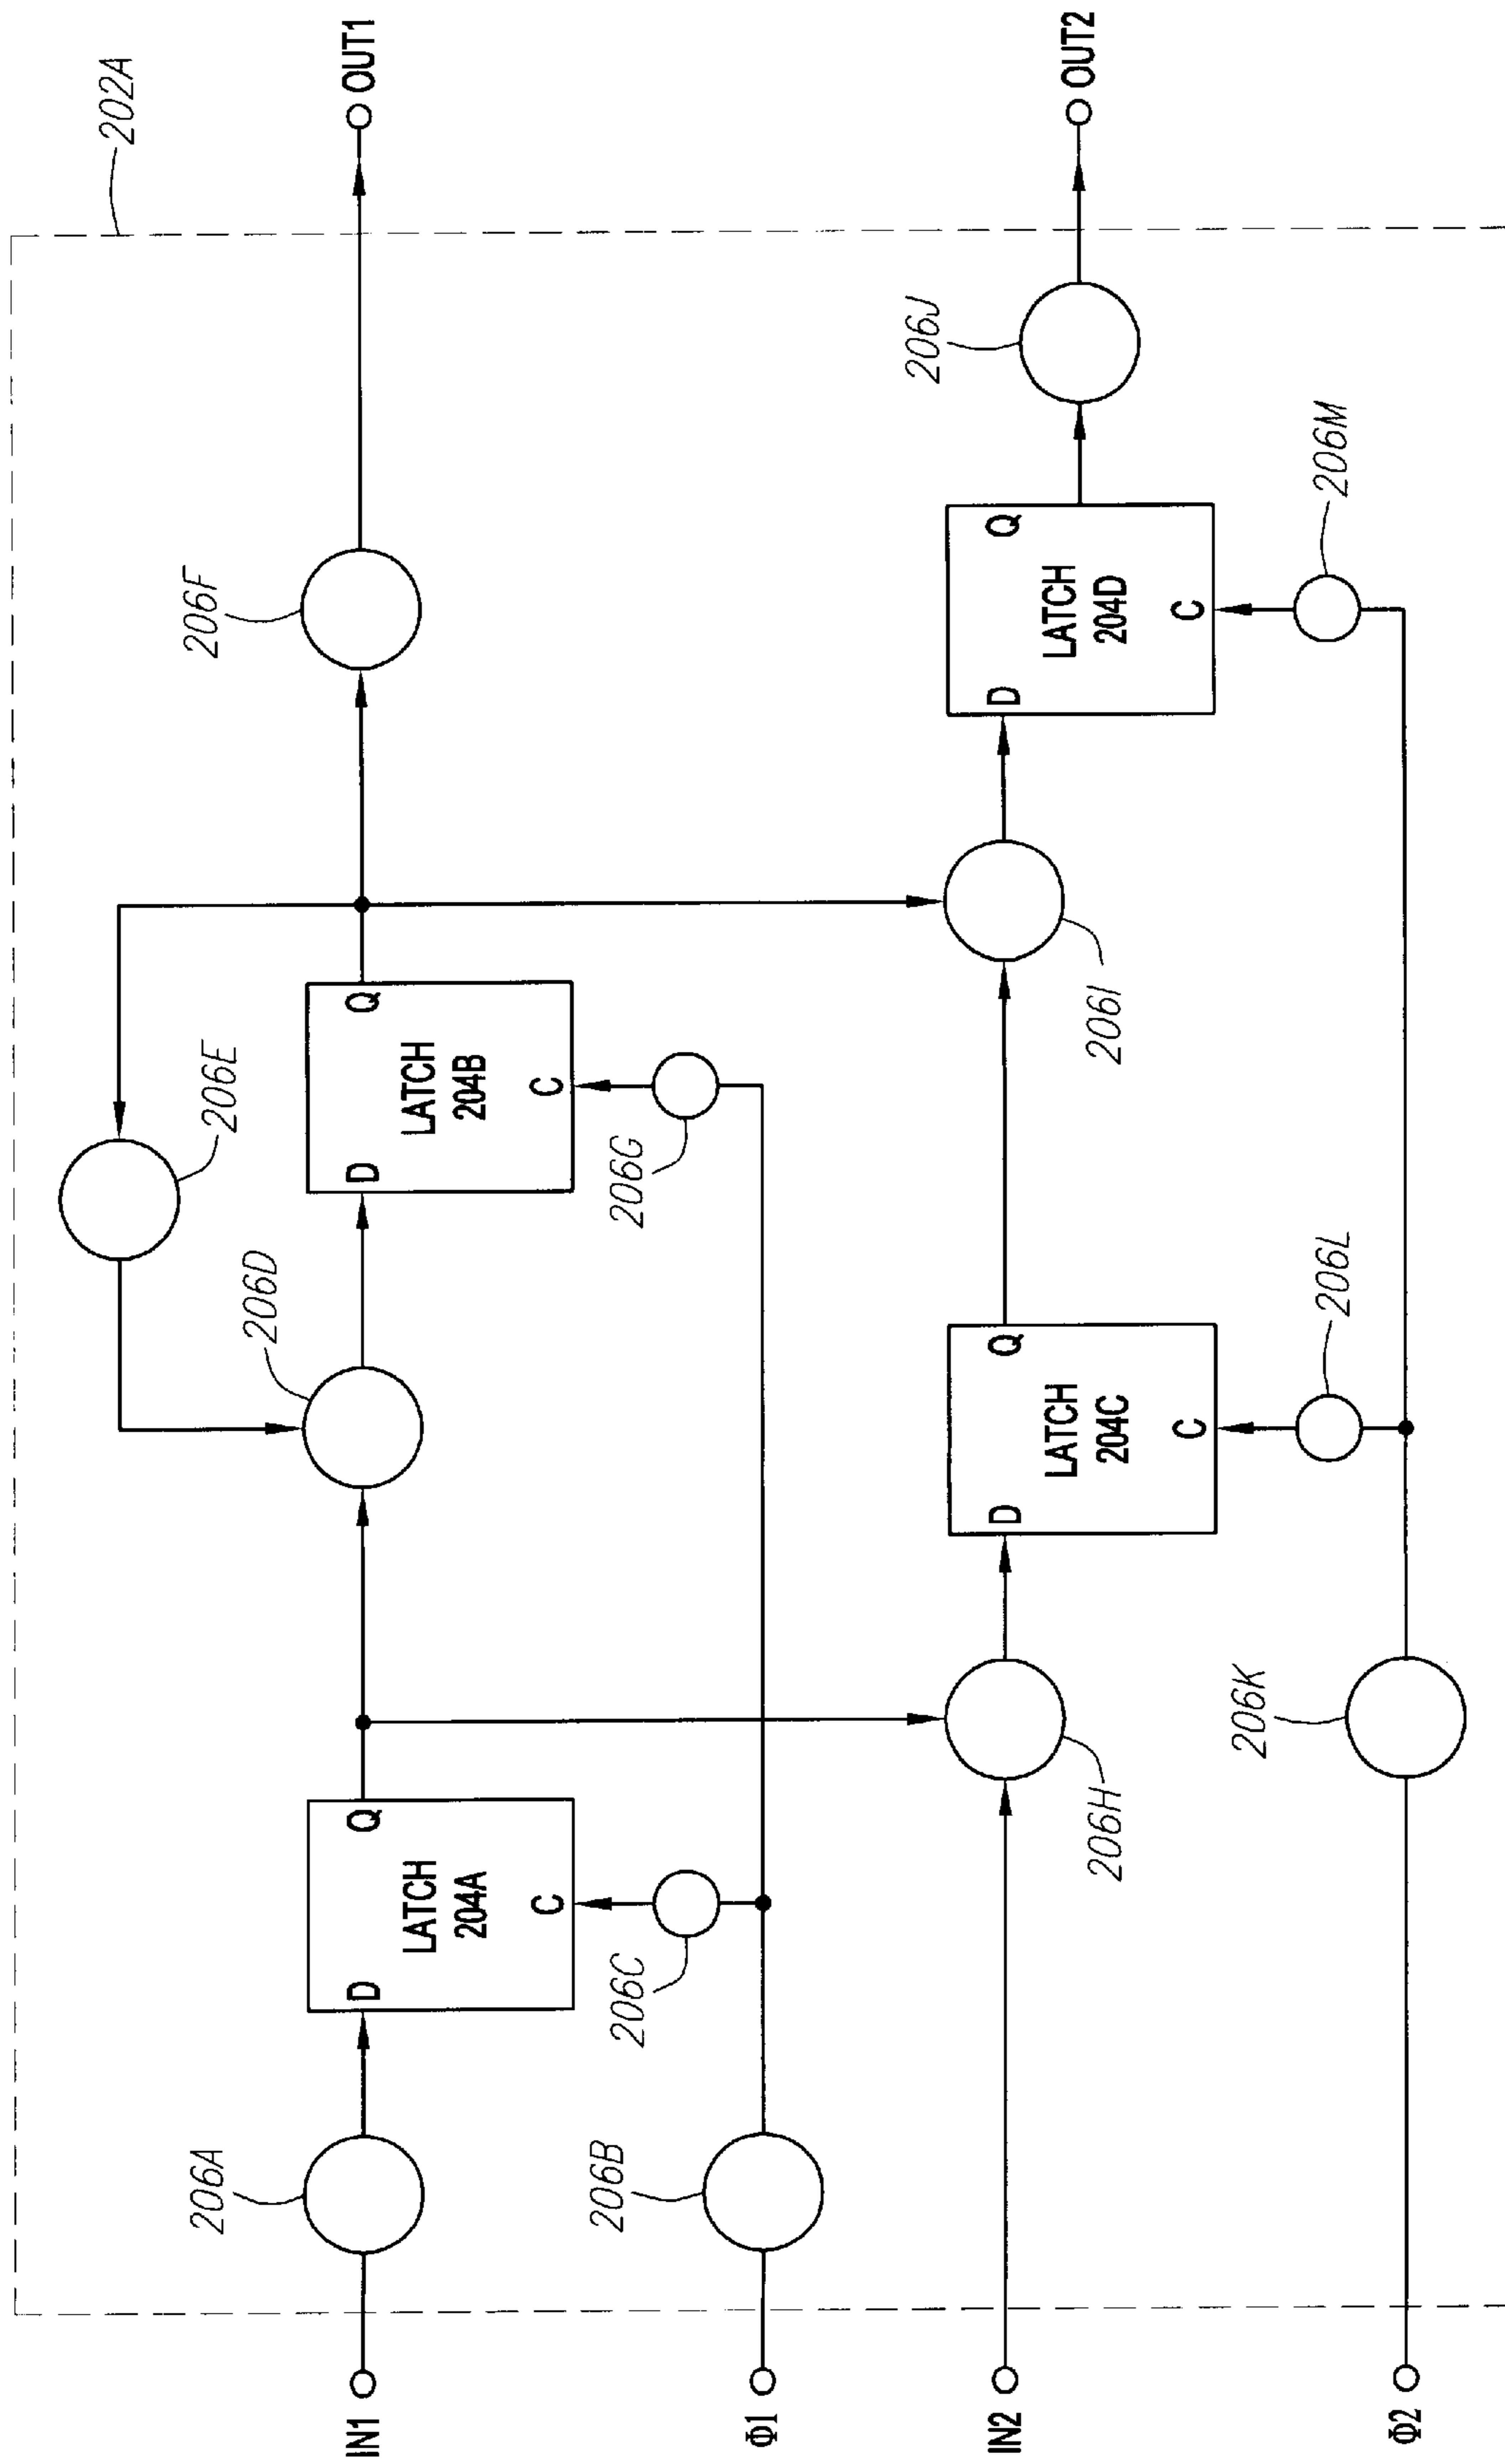 202A
206E
206D
206F
OUT1
206A
IN1
D
Q
LATCH
204A
C
D
Q
LATCH
204B
C
206C
206G
206B
Φ1
206J
OUT2
IN2
206H
D
Q
LATCH
204C
C
206I
D
Q
LATCH
204D
C
206L
206M
206K
Φ2